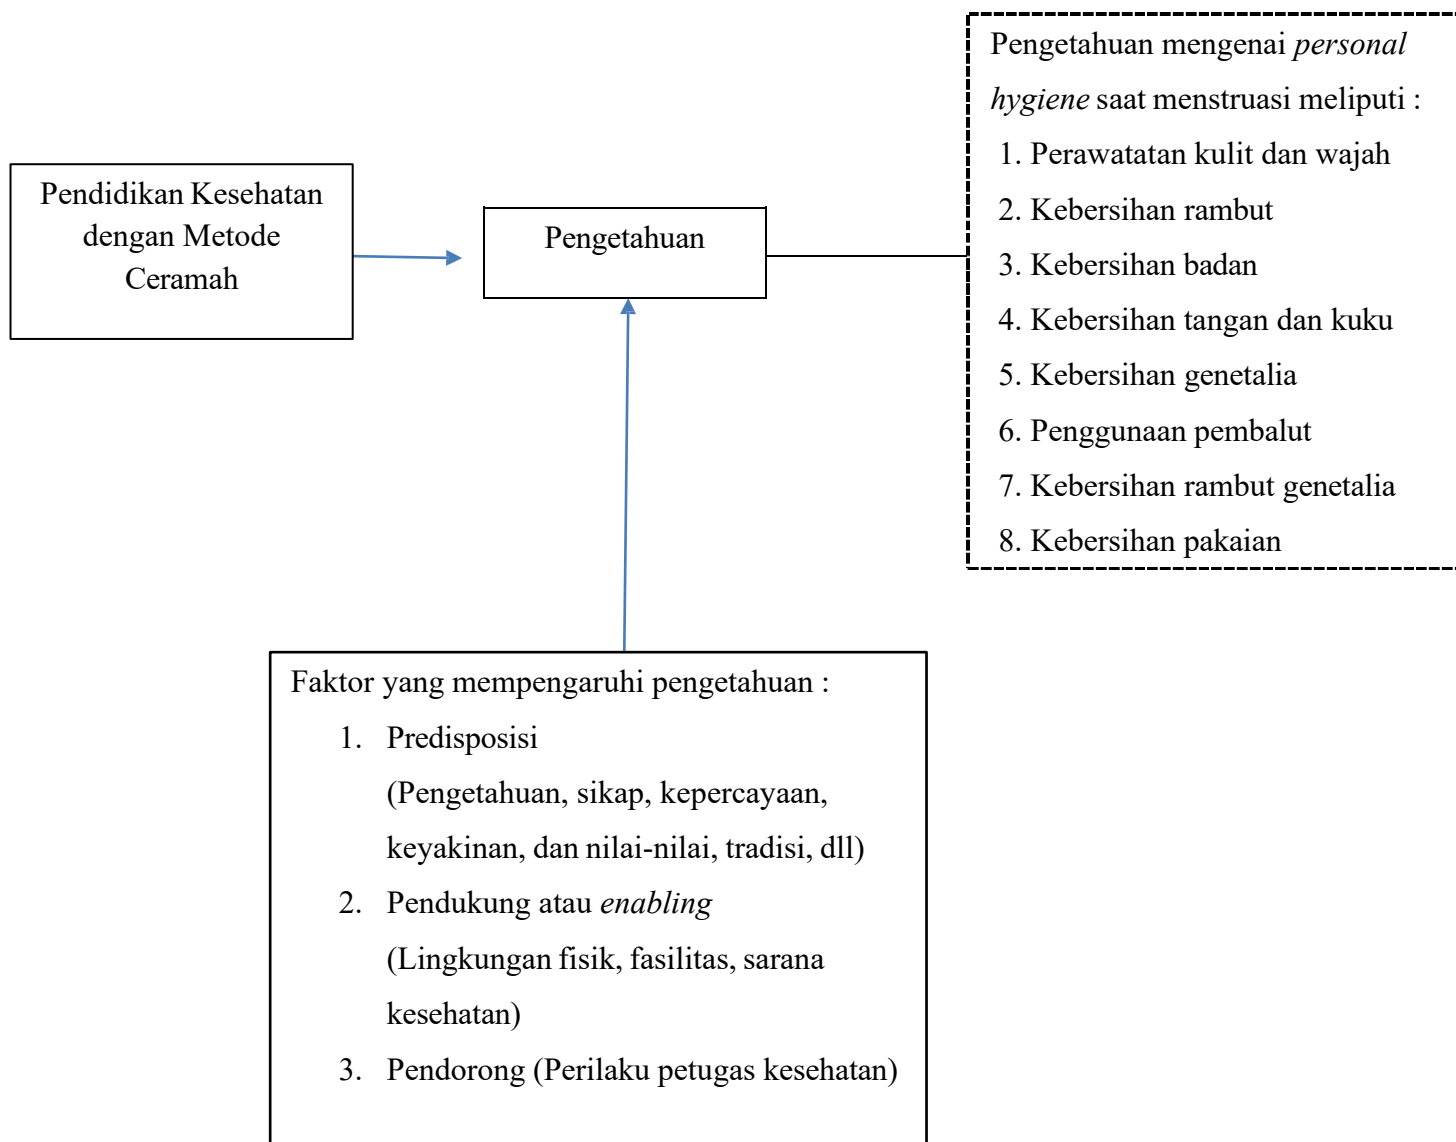 Pendidikan Kesehatan
dengan Metode
Ceramah
Pengetahuan
Pengetahuan mengenai personal
hygiene saat menstruasi meliputi :
1. Perawatatan kulit dan wajah
2. Kebersihan rambut
3. Kebersihan badan
4. Kebersihan tangan dan kuku
5. Kebersihan genetalia
6. Penggunaan pembalut
7. Kebersihan rambut genetalia
8. Kebersihan pakaian
Faktor yang mempengaruhi pengetahuan :
1. Predisposisi
(Pengetahuan, sikap, kepercayaan,
keyakinan, dan nilai-nilai, tradisi, dll)
2. Pendukung atau enabling
(Lingkungan fisik, fasilitas, sarana
kesehatan)
3. Pendorong (Perilaku petugas kesehatan)